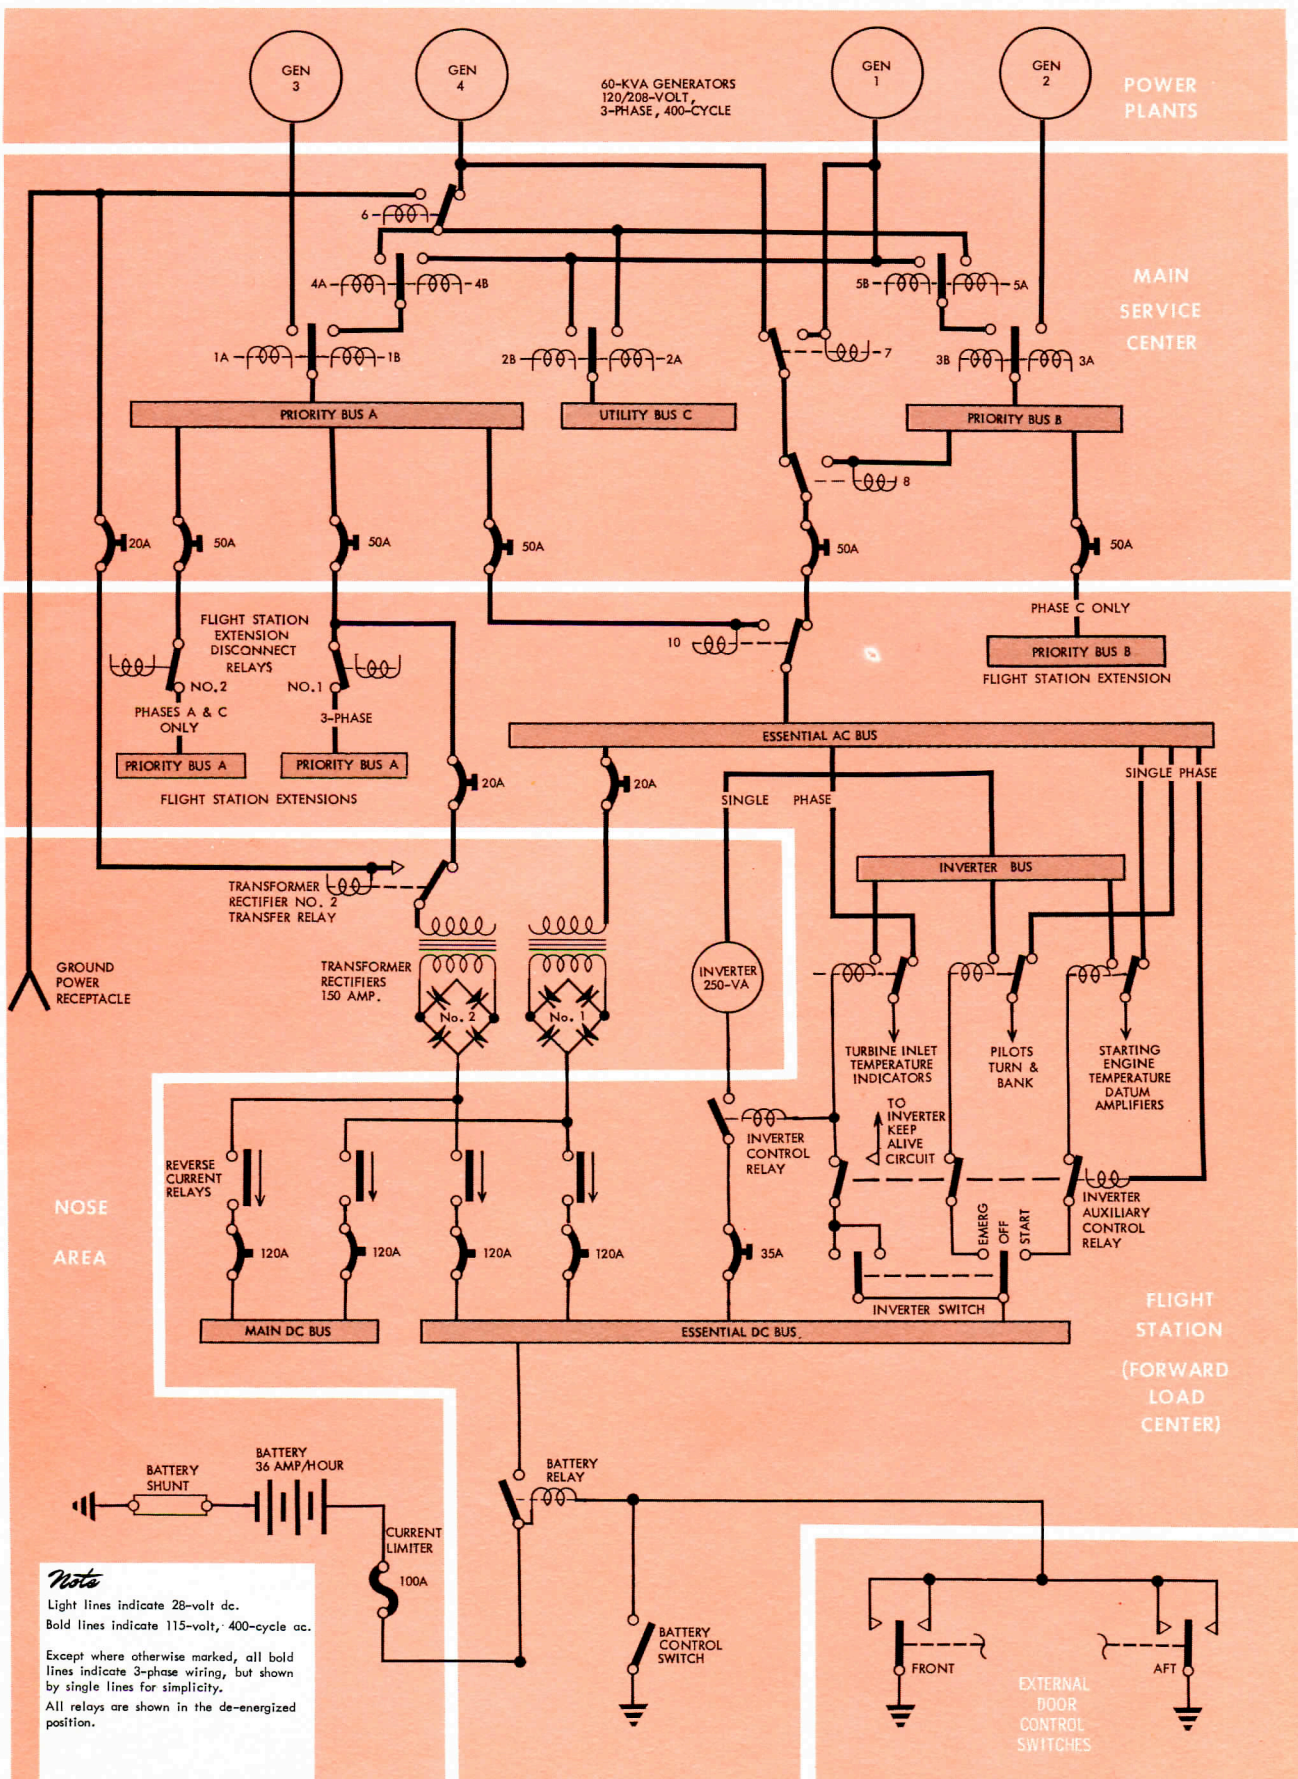 GEN
3
GEN
4
60-KVA GENERATORS
120/208-VOLT,
3-PHASE, 400-CYCLE
GEN
1
GEN
2
POWER
PLANTS
6
4A
4B
5B
5A
MAIN
SERVICE
CENTER
1A
1B
2B
2A
7
3B
3A
PRIORITY BUS A
UTILITY BUS C
PRIORITY BUS B
8
20A
50A
50A
50A
50A
50A
FLIGHT STATION
EXTENSION
DISCONNECT
RELAYS
NO.2
NO.1
10
PHASE C ONLY
PRIORITY BUS B
FLIGHT STATION EXTENSION
PHASES A & C
ONLY
3-PHASE
ESSENTIAL AC BUS
PRIORITY BUS A
PRIORITY BUS A
FLIGHT STATION EXTENSIONS
20A
20A
SINGLE PHASE
SINGLE PHASE
INVERTER BUS
TRANSFORMER
RECTIFIER NO. 2
TRANSFER RELAY
GROUND
POWER
RECEPTACLE
TRANSFORMER
RECTIFIERS
150 AMP.
No. 2
No. 1
INVERTER
250-VA
TURBINE INLET
TEMPERATURE
INDICATORS
PILOTS
TURN &
BANK
STARTING
ENGINE
TEMPERATURE
DATUM
AMPLIFIERS
TO
INVERTER
KEEP
ALIVE
CIRCUIT
INVERTER
CONTROL
RELAY
REVERSE
CURRENT
RELAYS
INVERTER
AUXILIARY
CONTROL
RELAY
NOSE
AREA
120A
120A
120A
120A
35A
EMERG
OFF
START
INVERTER SWITCH
MAIN DC BUS
ESSENTIAL DC BUS.
FLIGHT
STATION
(FORWARD
LOAD
CENTER)
BATTERY
SHUNT
BATTERY
36 AMP/HOUR
BATTERY
RELAY
CURRENT
LIMITER
100A
BATTERY
CONTROL
SWITCH
FRONT
AFT
EXTERNAL
DOOR
CONTROL
SWITCHES
Note
Light lines indicate 28-volt dc.
Bold lines indicate 115-volt, 400-cycle ac.
Except where otherwise marked, all bold
lines indicate 3-phase wiring, but shown
by single lines for simplicity.
All relays are shown in the de-energized
position.